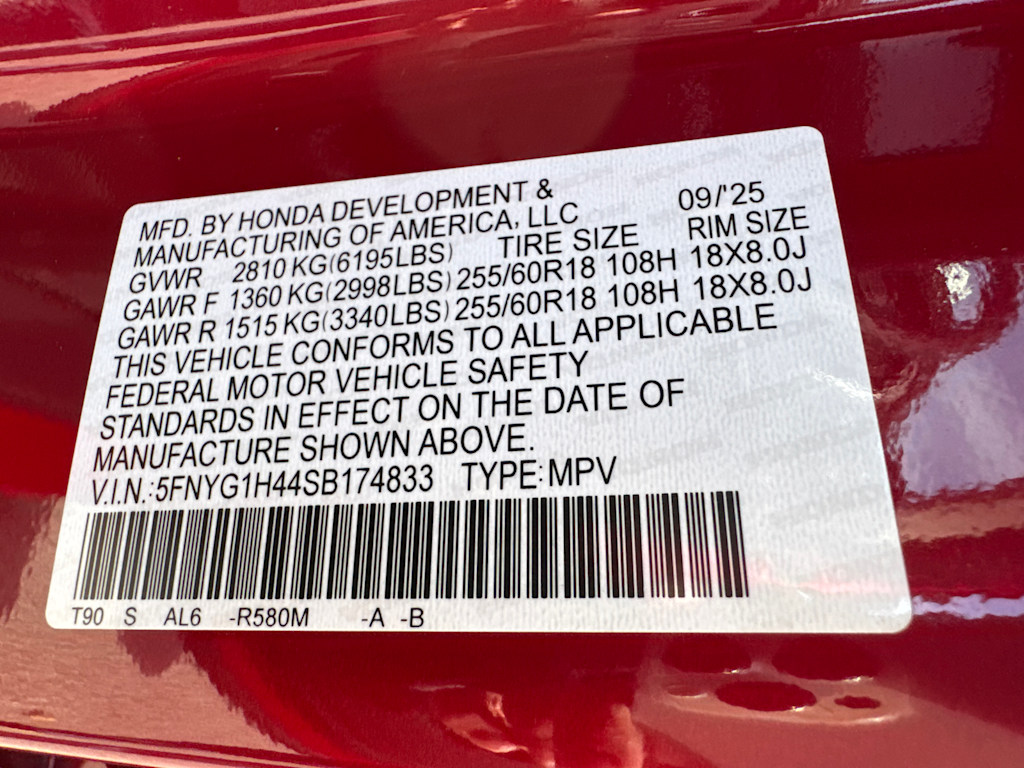 MFD. BY HONDA DEVELOPMENT & 09/'25
MANUFACTURING OF AMERICA, LLC
GVWR 2810 KG(6195LBS) TIRE SIZE RIM SIZE
GAWR F 1360 KG(2998LBS) 255/60R18 108H 18X8.0J
GAWR R 1515 KG(3340LBS) 255/60R18 108H 18X8.0J
THIS VEHICLE CONFORMS TO ALL APPLICABLE
FEDERAL MOTOR VEHICLE SAFETY
STANDARDS IN EFFECT ON THE DATE OF
MANUFACTURE SHOWN ABOVE.
V.I.N.:5FNYG1H44SB174833 TYPE:MPV
T90 S AL6 -R580M -A -B